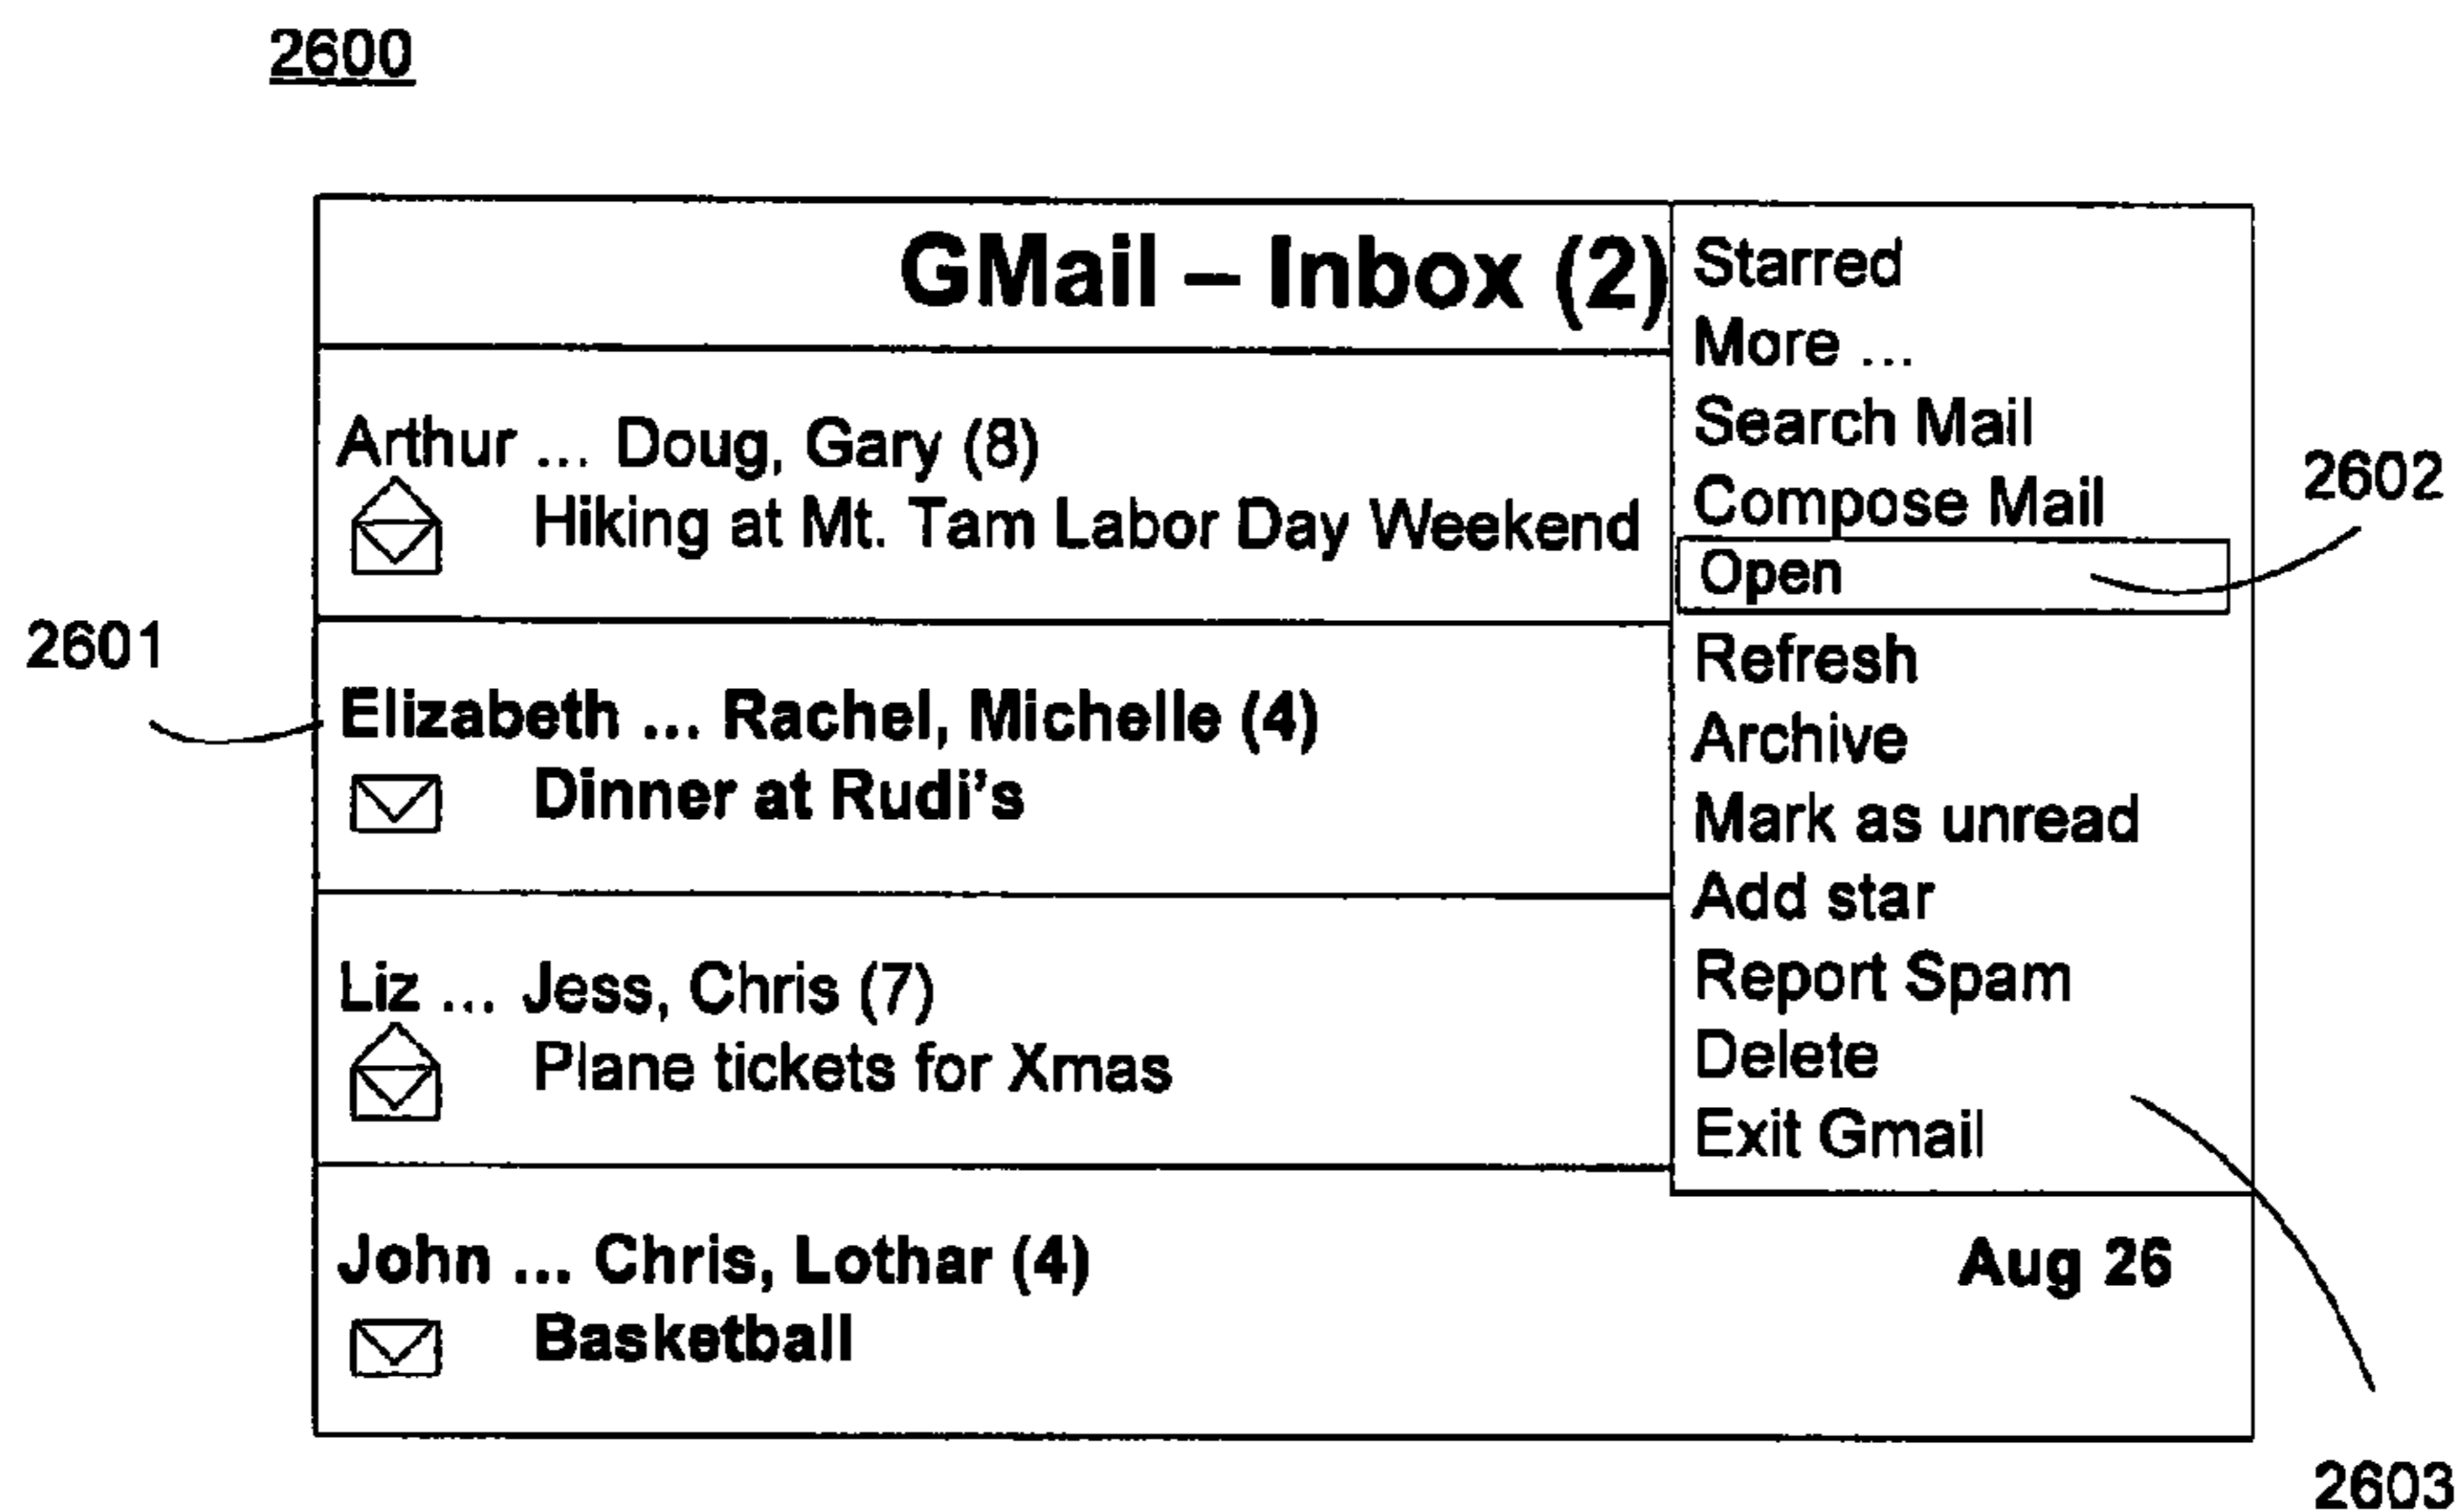 2600
GMail – Inbox (2)
Arthur ... Doug, Gary (8)
Hiking at Mt. Tam Labor Day Weekend
2601
Elizabeth ... Rachel, Michelle (4)
Dinner at Rudi's
Liz ... Jess, Chris (7)
Plane tickets for Xmas
John ... Chris, Lothar (4)
Aug 26
Basketball
Starred
More ...
Search Mail
Compose Mail
Open
Refresh
Archive
Mark as unread
Add star
Report Spam
Delete
Exit Gmail
2602
2603